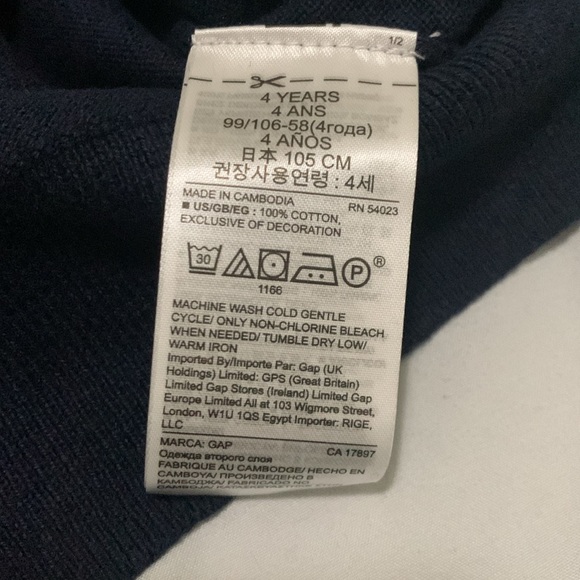 1/2
4 YEARS
4 ANS
99/106-58(4года)
4 AÑOS
日本 105 CM
권장사용연령 : 4세
MADE IN CAMBODIA RN 54023
■ US/GB/EG : 100% COTTON,
EXCLUSIVE OF DECORATION
30 P ®
1166
MACHINE WASH COLD GENTLE
CYCLE/ ONLY NON-CHLORINE BLEACH
WHEN NEEDED/ TUMBLE DRY LOW/
WARM IRON
Imported By/Importe Par: Gap (UK
Holdings) Limited: GPS (Great Britain)
Limited Gap Stores (Ireland) Limited Gap
Europe Limited All at 103 Wigmore Street,
London, W1U 1QS Egypt Importer: RIGE,
LLC
MARCA: GAP CA 17897
Одежда второго слоя
FABRIQUE AU CAMBODGE/ HECHO EN
CAMBOYA/ ПРОИЗВЕДЕНО В
КАМБОДЖА/ FABRICADO NO